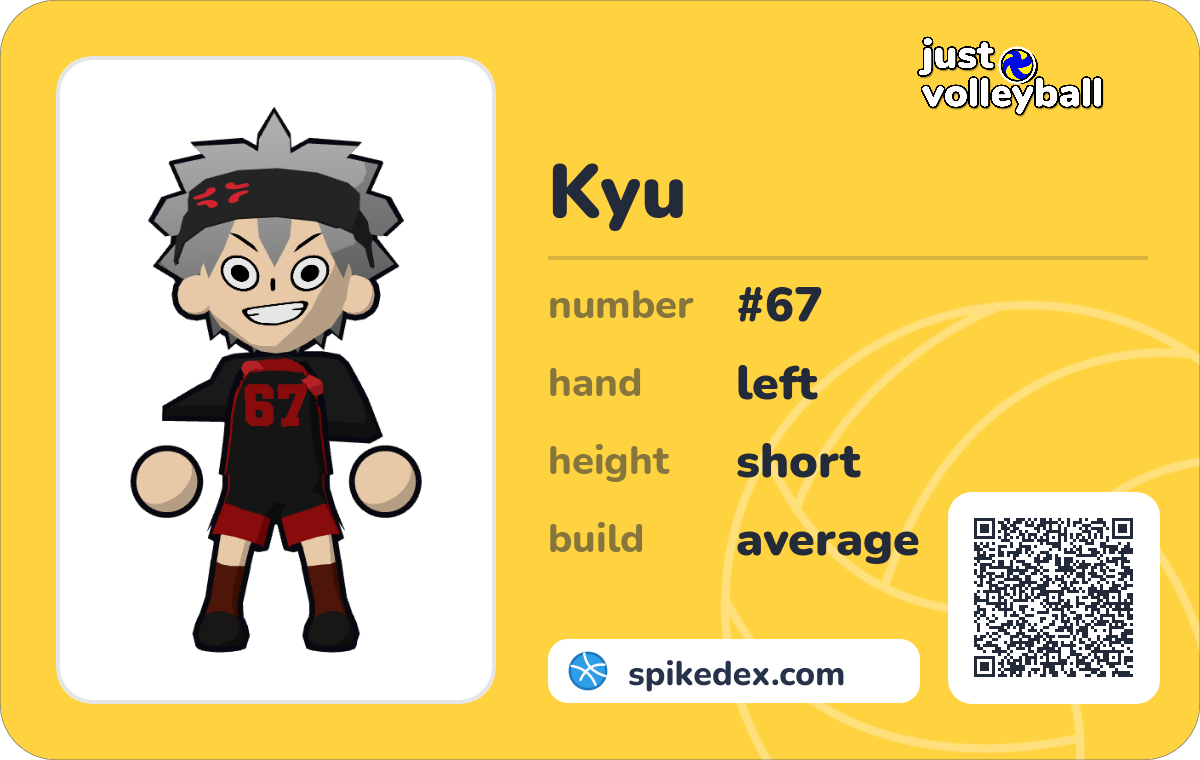 just
volleyball
Kyu
number #67
hand left
height short
build average
67
spikedex.com